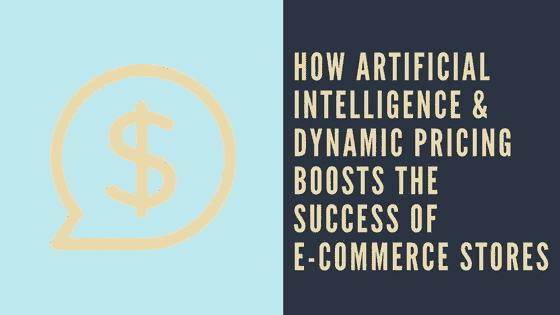 HOW ARTIFICIAL
INTELLIGENCE &
DYNAMIC PRICING
BOOSTS THE
SUCCESS OF
E-COMMERCE STORES
$